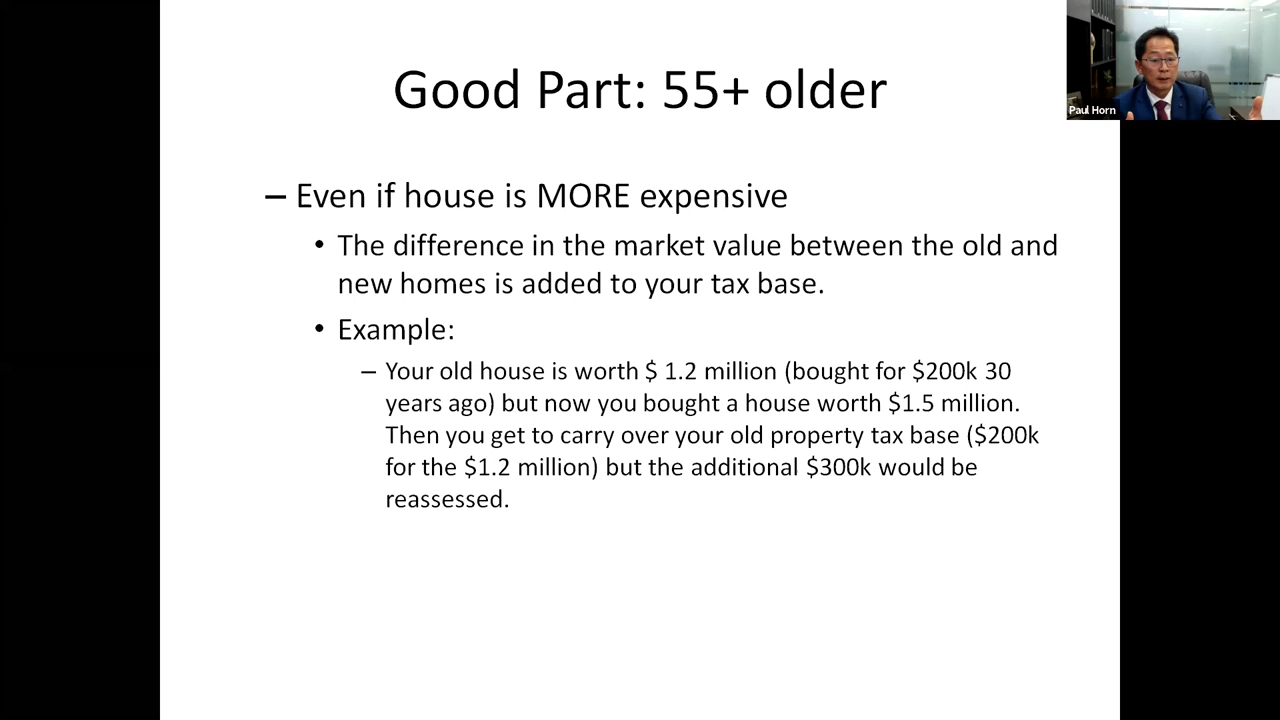 Good Part: 55+ older
Paul Horn
– Even if house is MORE expensive
• The difference in the market value between the old and
new homes is added to your tax base.
• Example:
– Your old house is worth $ 1.2 million (bought for $200k 30
years ago) but now you bought a house worth $1.5 million.
Then you get to carry over your old property tax base ($200k
for the $1.2 million) but the additional $300k would be
reassessed.